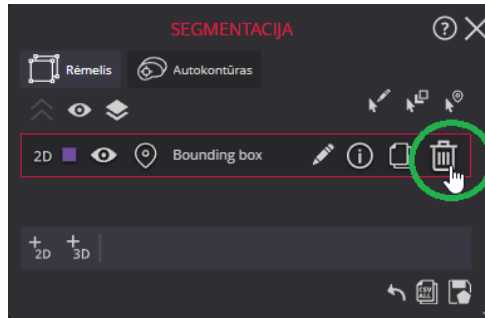 SEGMENTACIJA
Rėmelis Autokontūras
2D Bounding box
+2D +3D
CSV ALL